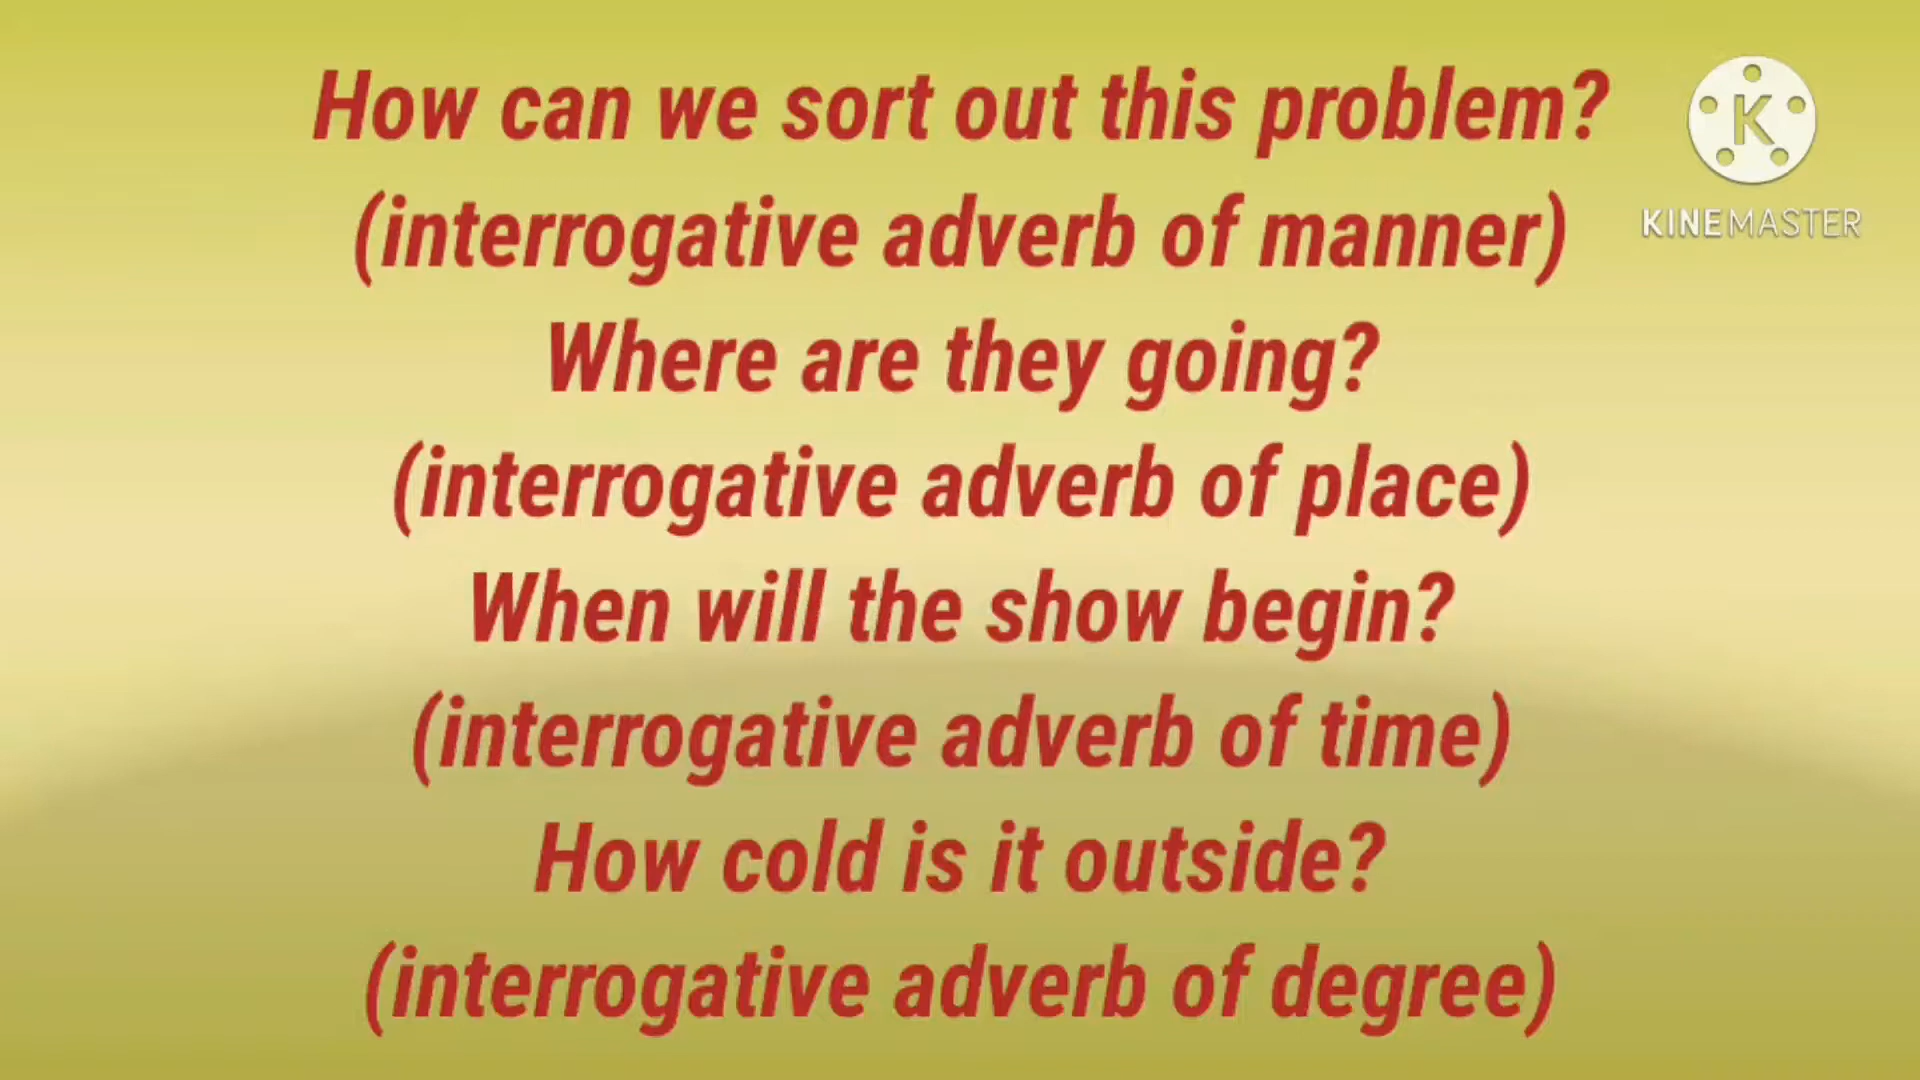 How can we sort out this problem?
(interrogative adverb of manner)
Where are they going?
(interrogative adverb of place)
When will the show begin?
(interrogative adverb of time)
How cold is it outside?
(interrogative adverb of degree)
K
KINEMASTER